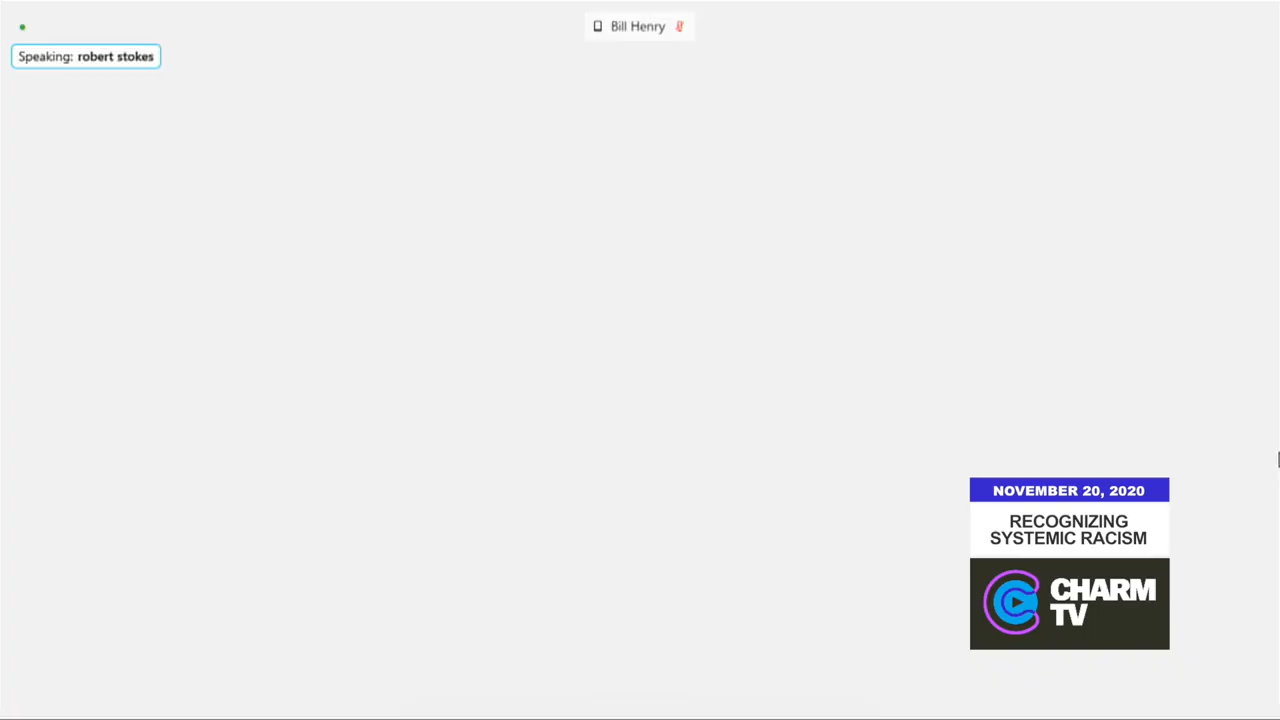 Bill Henry
Speaking: robert stokes
NOVEMBER 20, 2020
RECOGNIZING
SYSTEMIC RACISM
CHARM
TV